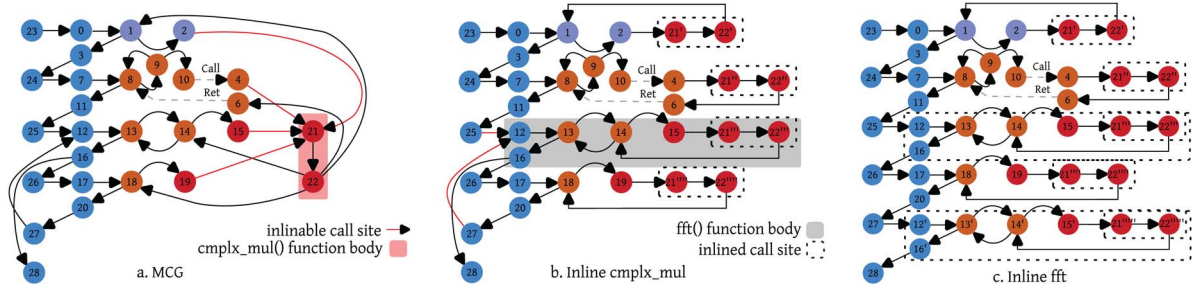 23 0 1 2
3
9
24 7 8 10 Call 4
Ret 6
11
25 12 13 14 15 21
16
26 17 18 19 22
20
27
inlinable call site
cmplx_mul() function body
28
a. MCG
23 0 1 2 21' 22'
3
9
24 7 8 10 Call 4 21'' 22''
Ret 6
11
25 12 13 14 15 21''' 22'''
16
26 17 18 19 21'''' 22''''
20
27
fft() function body
inlined call site
28
b. Inline cmplx_mul
23 0 1 2 21' 22'
3
9
24 7 8 10 Call 4 21'' 22''
Ret 6
11
25 12 13 14 15 21''' 22'''
16
26 17 18 19 21'''' 22''''
20
27 12' 13' 14' 15' 21''''' 22'''''
16'
28
c. Inline fft